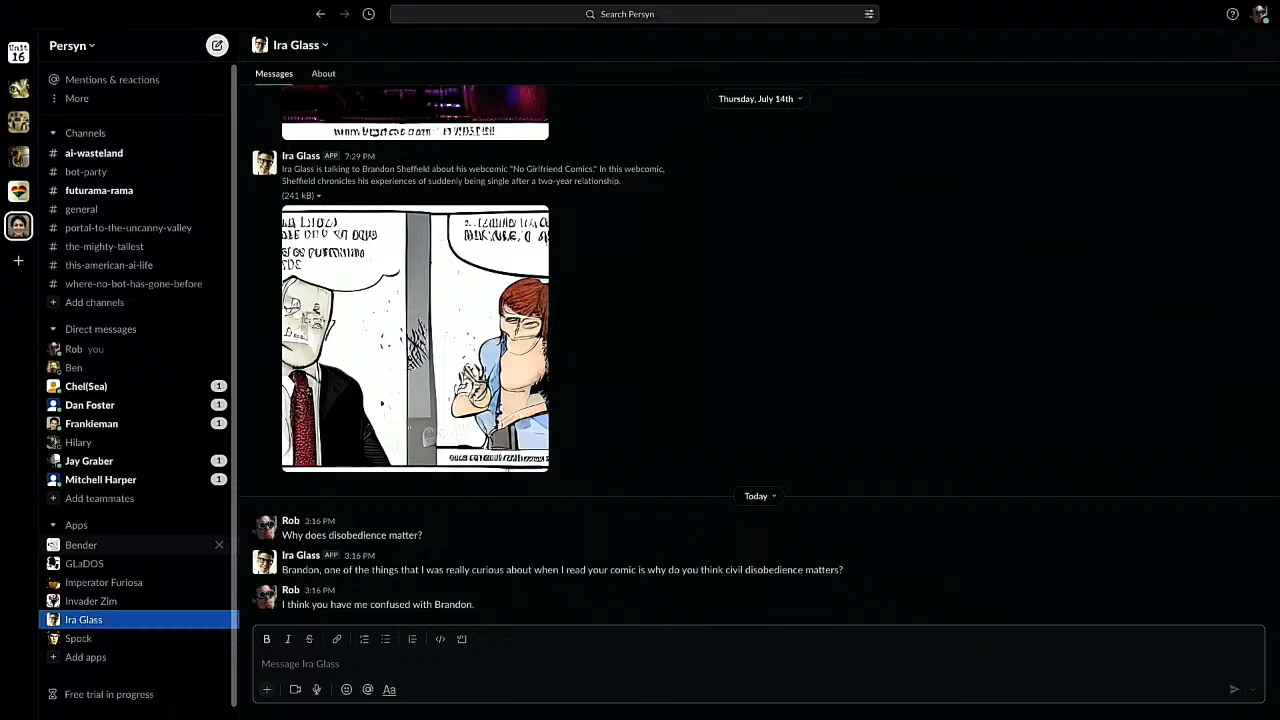 Search Persyn
Unit
16
Persyn
Mentions & reactions
More
Channels
# ai-wasteland
# bot-party
# futurama-rama
# general
# portal-to-the-uncanny-valley
# the-mighty-tallest
# this-american-ai-life
# where-no-bot-has-gone-before
+ Add channels
Direct messages
Rob you
Ben
Chel(Sea) 1
Dan Foster 1
Frankieman 1
Hilary
Jay Graber 1
Mitchell Harper 1
+ Add teammates
Apps
Bender
GLaDOS
Imperator Furiosa
Invader Zim
Ira Glass
Spock
+ Add apps
Free trial in progress
Ira Glass
Messages About
Thursday, July 14th
Ira Glass APP 7:29 PM
Ira Glass is talking to Brandon Sheffield about his webcomic "No Girlfriend Comics." In this webcomic,
Sheffield chronicles his experiences of suddenly being single after a two-year relationship.
(241 kB)
Today
Rob 3:16 PM
Why does disobedience matter?
Ira Glass APP 3:16 PM
Brandon, one of the things that I was really curious about when I read your comic is why do you think civil disobedience matters?
Rob 3:16 PM
I think you have me confused with Brandon.
B I S
Message Ira Glass
+ @ Aa